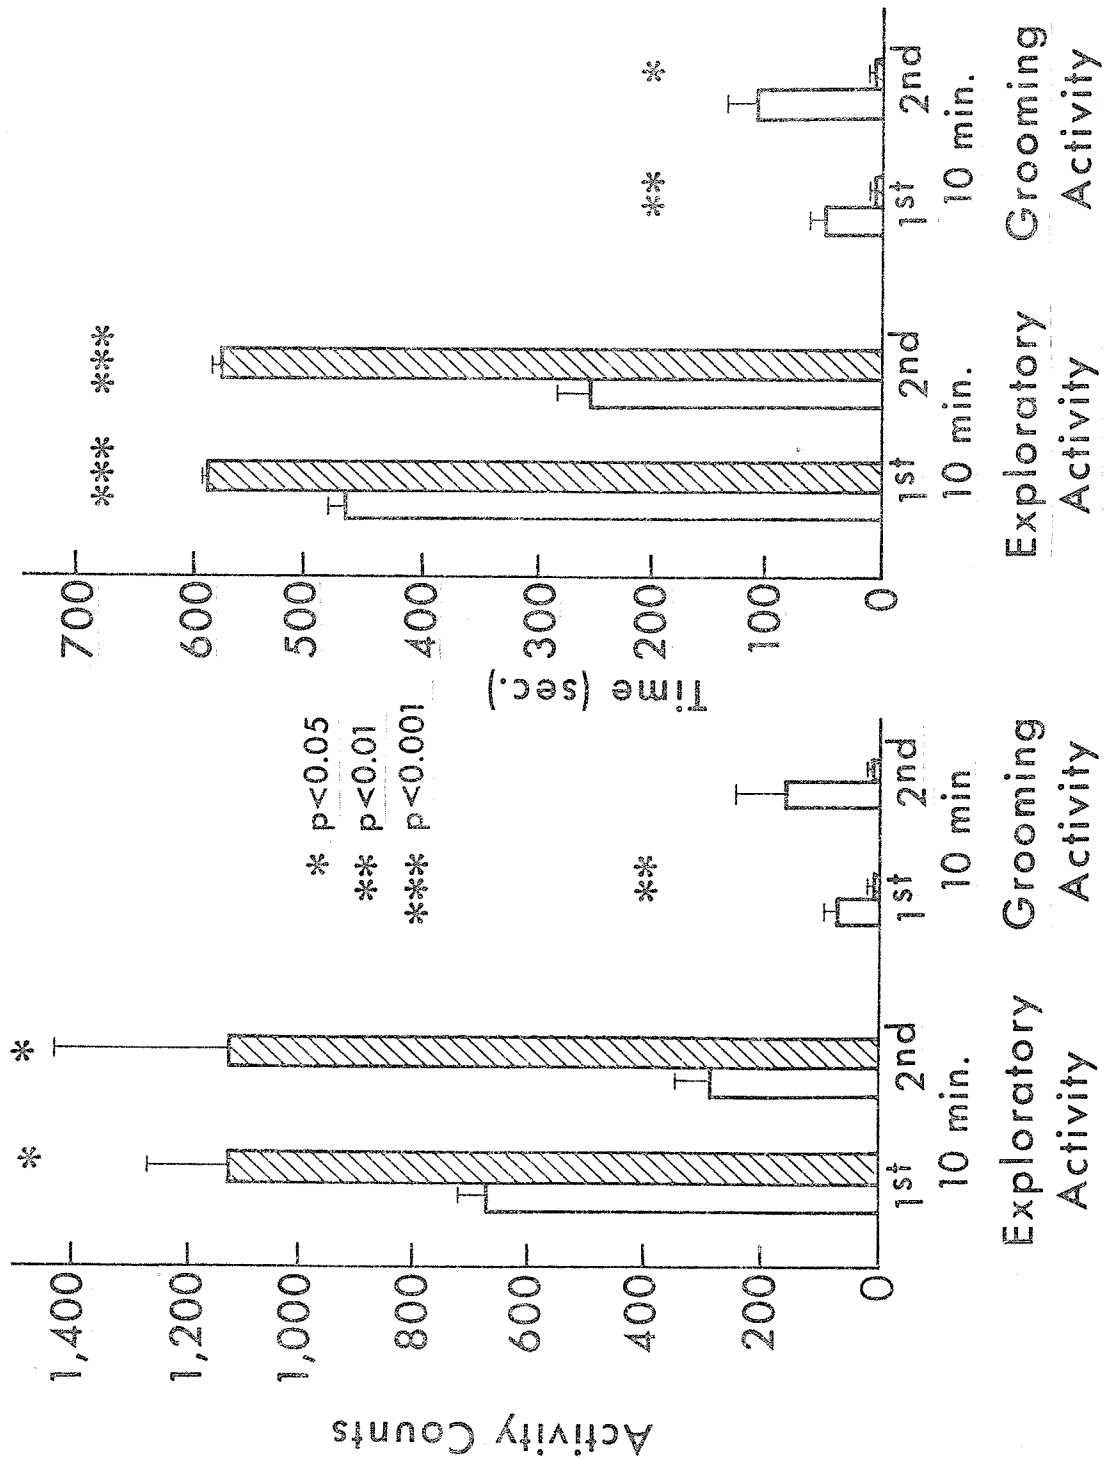 Activity Counts
1,400
1,200
1,000
800
600
400
200
0
*
*
**
1st
2nd
10 min.
1st
2nd
10 min
Exploratory
Activity
Grooming
Activity
* p<0.05
** p<0.01
*** p<0.001
Time (sec.)
700
600
500
400
300
200
100
0
***
***
**
*
1st
2nd
10 min.
1st
2nd
10 min.
Exploratory
Activity
Grooming
Activity